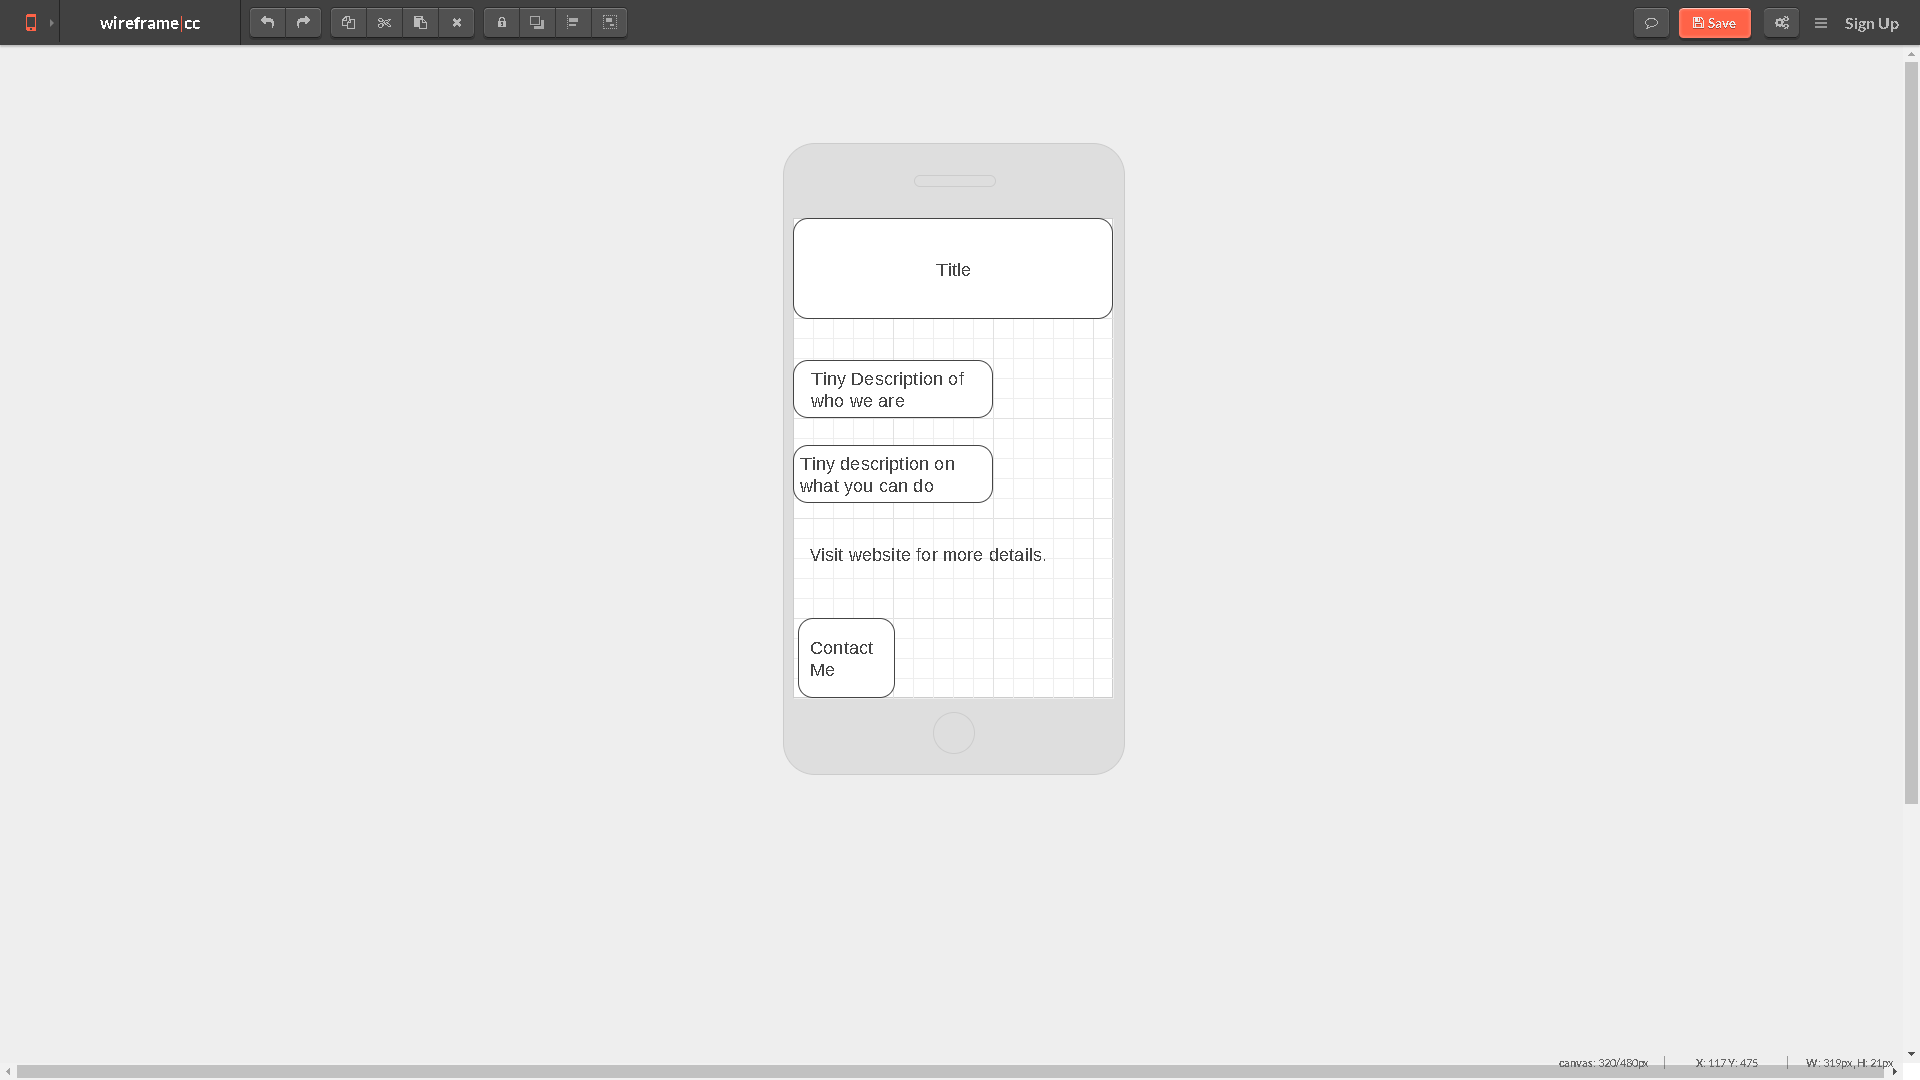 wireframe|cc
Save
Sign Up
Title
Tiny Description of
who we are
Tiny description on
what you can do
Visit website for more details.
Contact
Me
canvas: 320/480px
X: 117 Y: 475
W: 319px, H: 21px